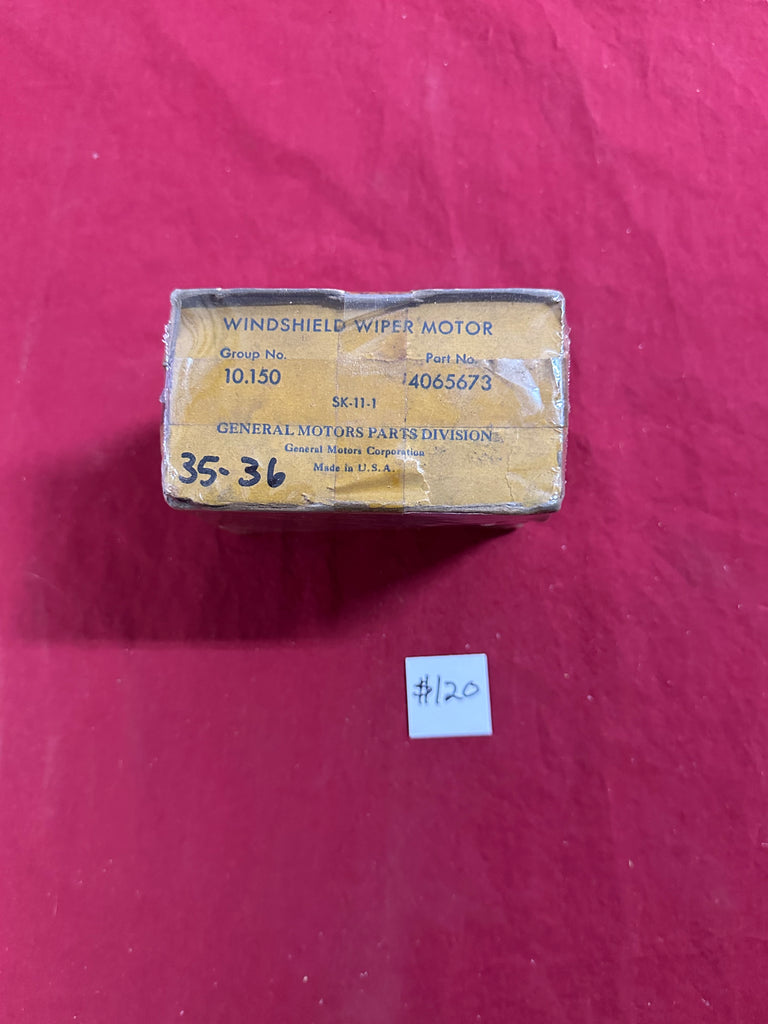 WINDSHIELD WIPER MOTOR
Group No. Part No.
10.150 4065673
SK-11-1
GENERAL MOTORS PARTS DIVISION
General Motors Corporation
Made in U.S.A.
35-36
$120